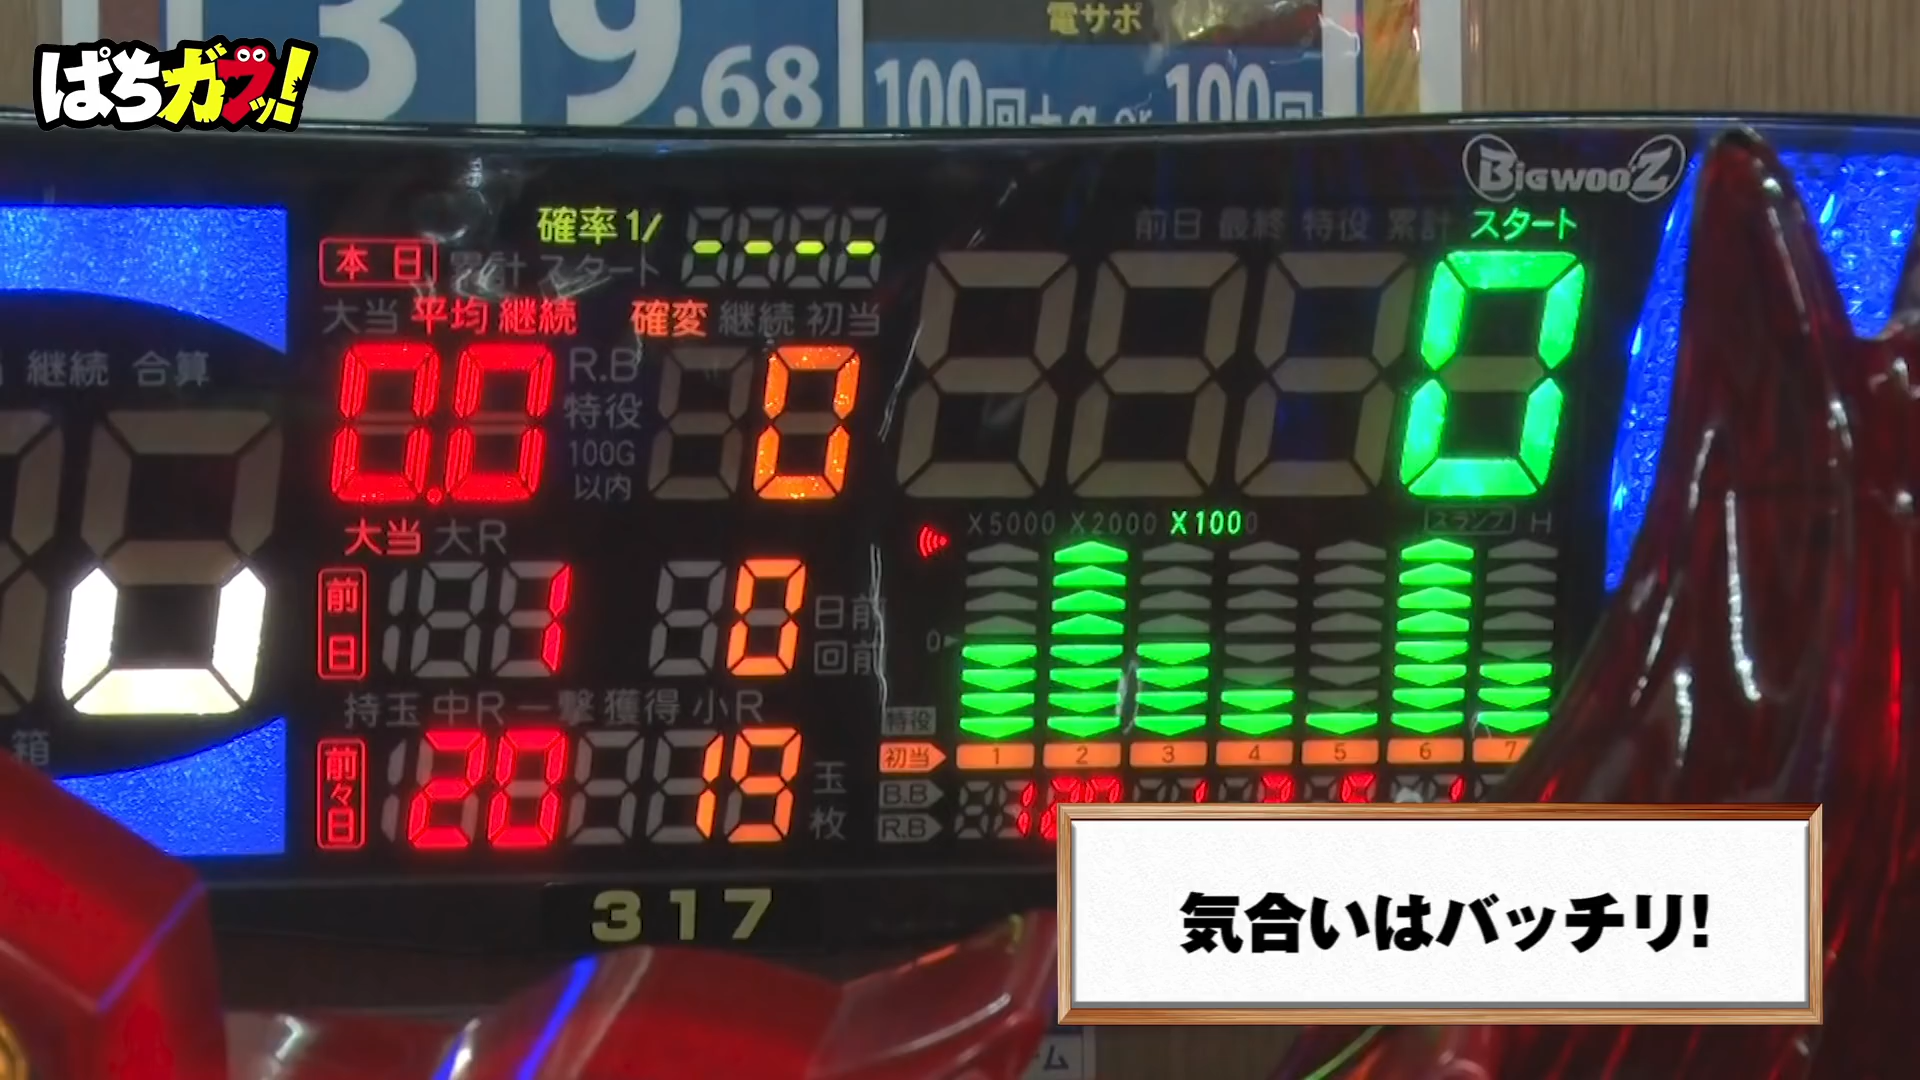 ぱちガブッ!
319.68
電サポ
100回+α or 100回
BIGWOOZ
確率1/ ----
前日 最終 特役 累計 スタート
本日 累計 スタート
大当 平均 継続 確変 継続 初当
0
継続 合算
0.0
R.B
特役
100G
以内
0
X5000 X2000 X1000 スランプ H
大当 大R
前日
1
0
日前
回前
0
持玉 中R 一撃 獲得 小R
特役
箱
前々日
20
19
玉
枚
初当 1 2 3 4 5 6 7
B.B
R.B
317
気合いはバッチリ!
ム